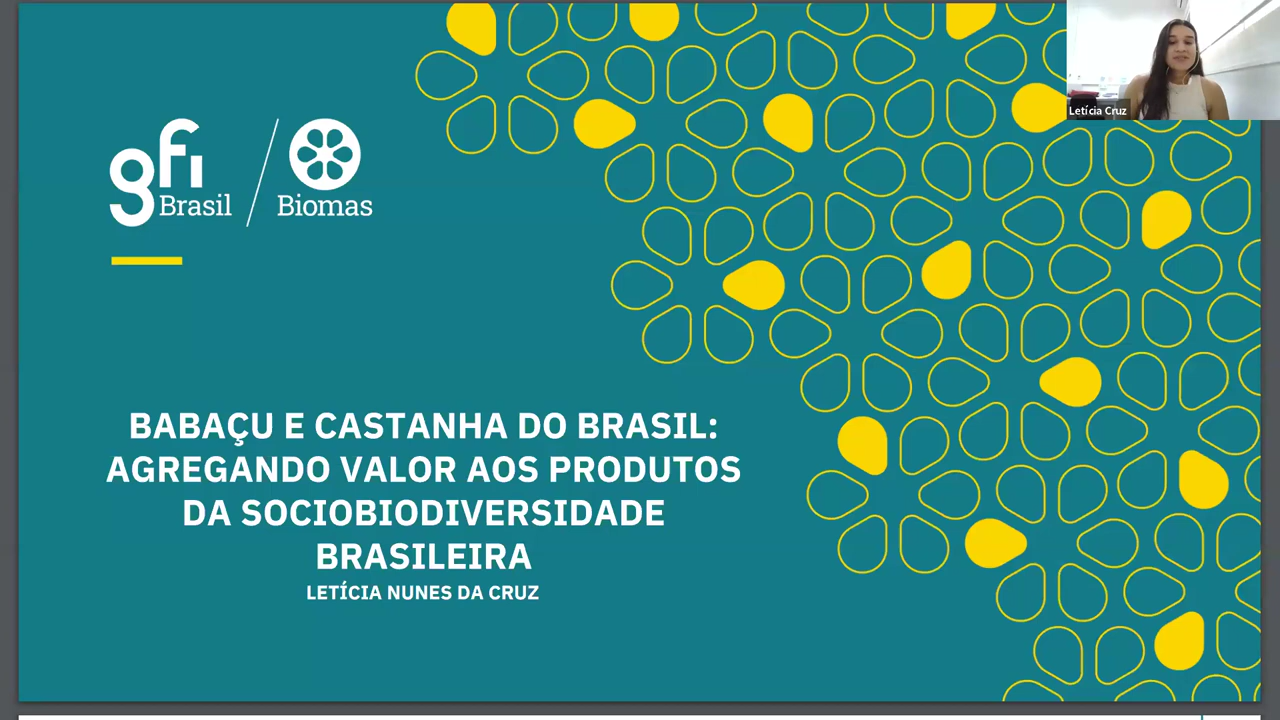 gfi
Brasil
Biomas
Letícia Cruz
BABAÇU E CASTANHA DO BRASIL:
AGREGANDO VALOR AOS PRODUTOS
DA SOCIOBIODIVERSIDADE
BRASILEIRA
LETÍCIA NUNES DA CRUZ